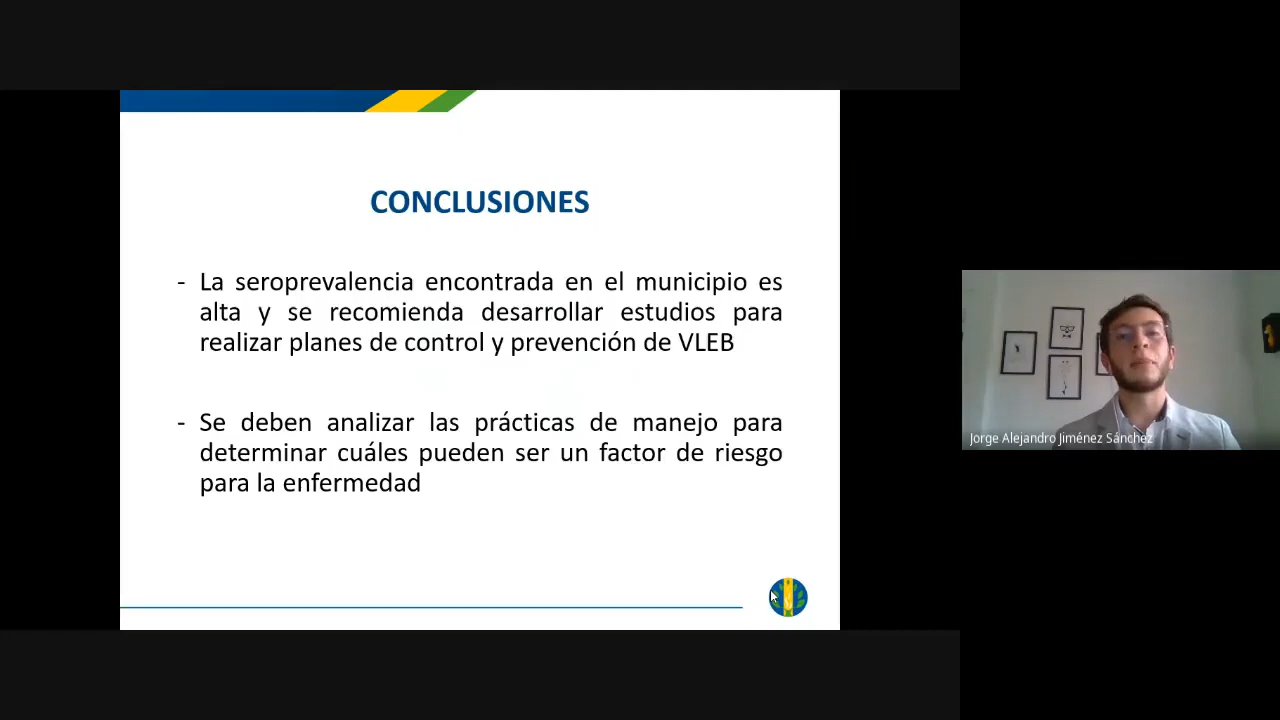 CONCLUSIONES
- La seroprevalencia encontrada en el municipio es
alta y se recomienda desarrollar estudios para
realizar planes de control y prevención de VLEB
- Se deben analizar las prácticas de manejo para
determinar cuáles pueden ser un factor de riesgo
para la enfermedad
Jorge Alejandro Jiménez Sánchez